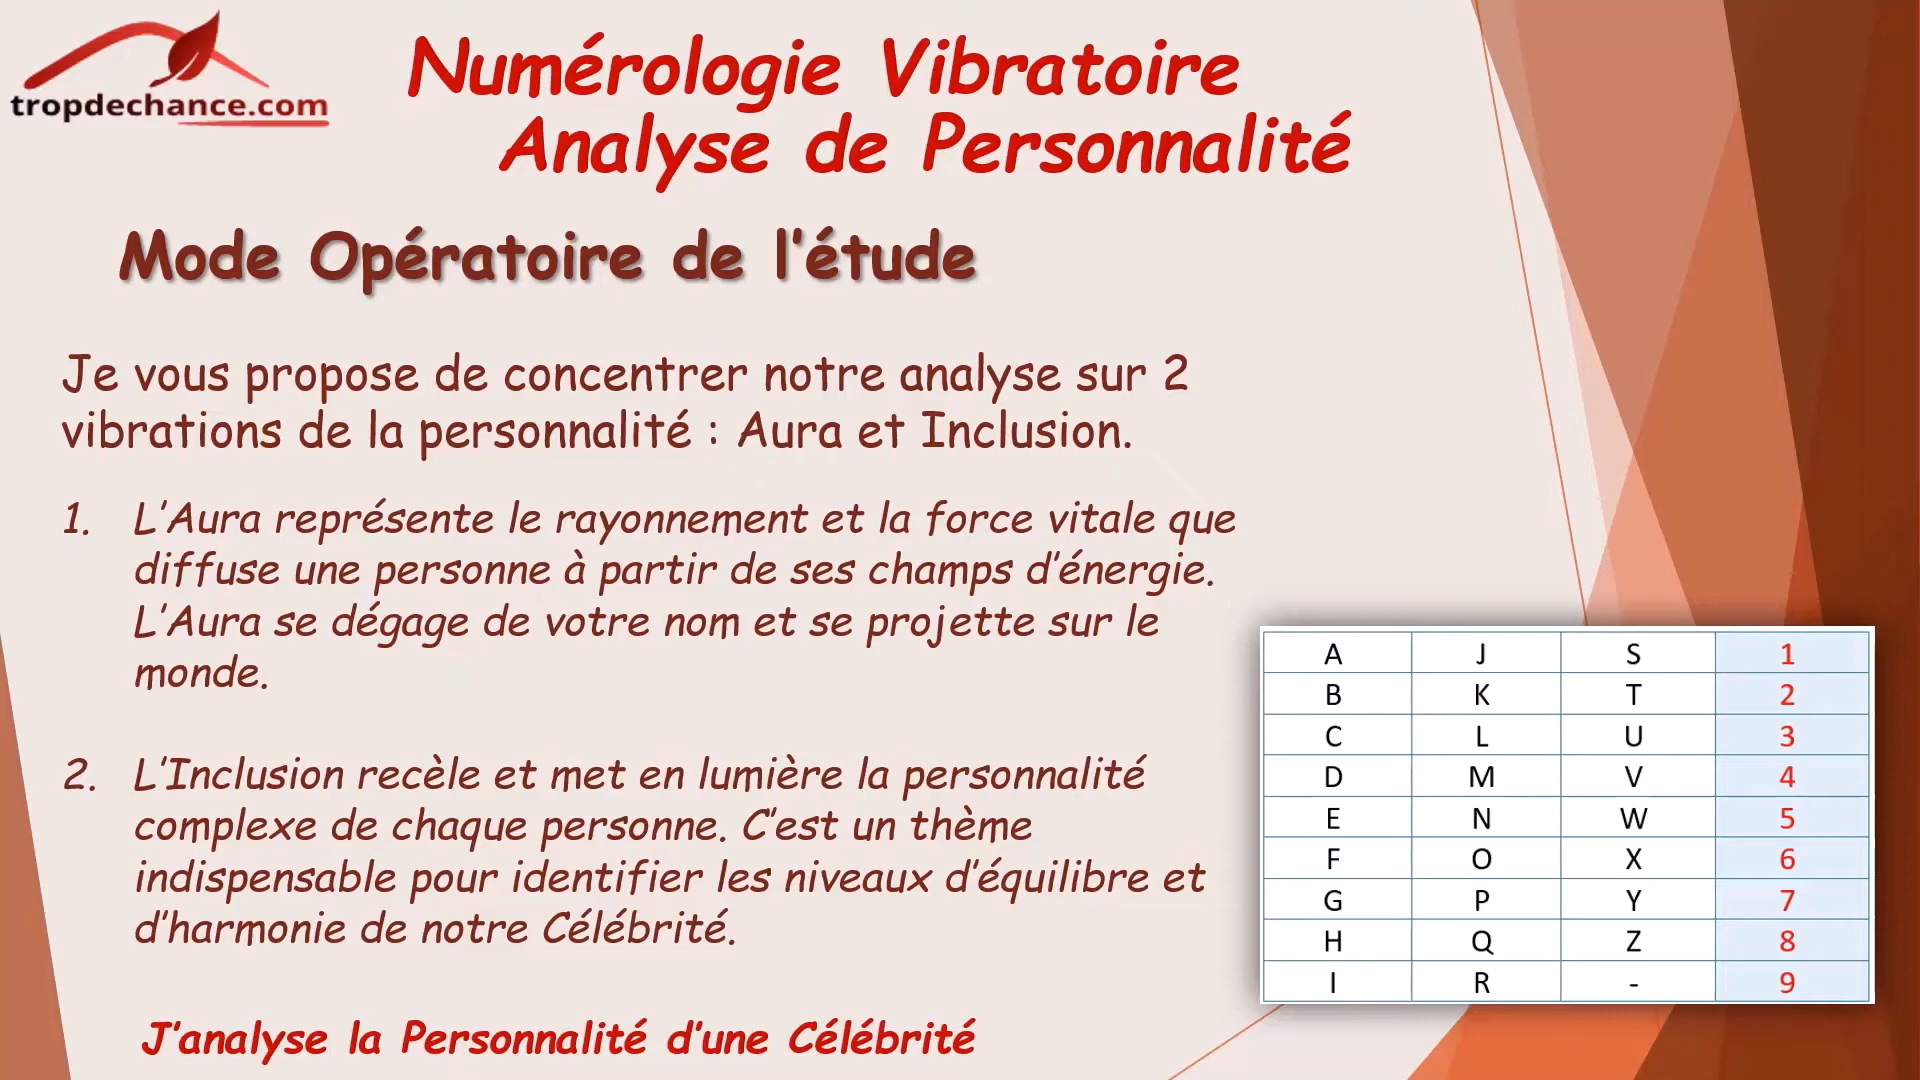 tropdechance.com
Numérologie Vibratoire
Analyse de Personnalité
Mode Opératoire de l'étude
Je vous propose de concentrer notre analyse sur 2
vibrations de la personnalité : Aura et Inclusion.
1. L'Aura représente le rayonnement et la force vitale que
diffuse une personne à partir de ses champs d'énergie.
L'Aura se dégage de votre nom et se projette sur le
monde.
2. L'Inclusion recèle et met en lumière la personnalité
complexe de chaque personne. C'est un thème
indispensable pour identifier les niveaux d'équilibre et
d'harmonie de notre Célébrité.
J'analyse la Personnalité d'une Célébrité
A J S 1
B K T 2
C L U 3
D M V 4
E N W 5
F O X 6
G P Y 7
H Q Z 8
I R - 9